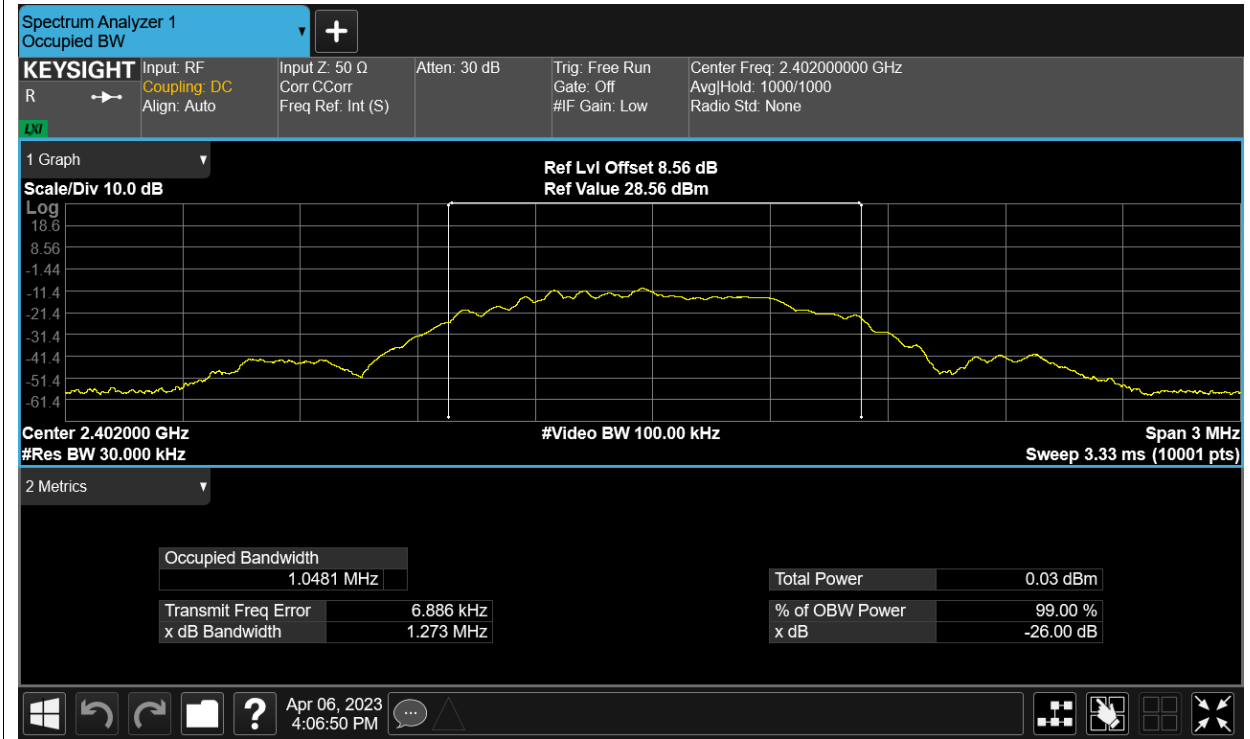 Spectrum Analyzer 1
Occupied BW
KEYSIGHT
R
LXI
Input: RF
Coupling: DC
Align: Auto
Input Z: 50 Ω
Corr CCorr
Freq Ref: Int (S)
Atten: 30 dB
Trig: Free Run
Gate: Off
#IF Gain: Low
Center Freq: 2.402000000 GHz
Avg|Hold: 1000/1000
Radio Std: None
1 Graph
Scale/Div 10.0 dB
Ref Lvl Offset 8.56 dB
Ref Value 28.56 dBm
Log
18.6
8.56
-1.44
-11.4
-21.4
-31.4
-41.4
-51.4
-61.4
Center 2.402000 GHz
#Video BW 100.00 kHz
Span 3 MHz
#Res BW 30.000 kHz
Sweep 3.33 ms (10001 pts)
2 Metrics
Occupied Bandwidth
1.0481 MHz
Total Power 0.03 dBm
Transmit Freq Error 6.886 kHz
% of OBW Power 99.00 %
x dB Bandwidth 1.273 MHz
x dB -26.00 dB
?
Apr 06, 2023
4:06:50 PM